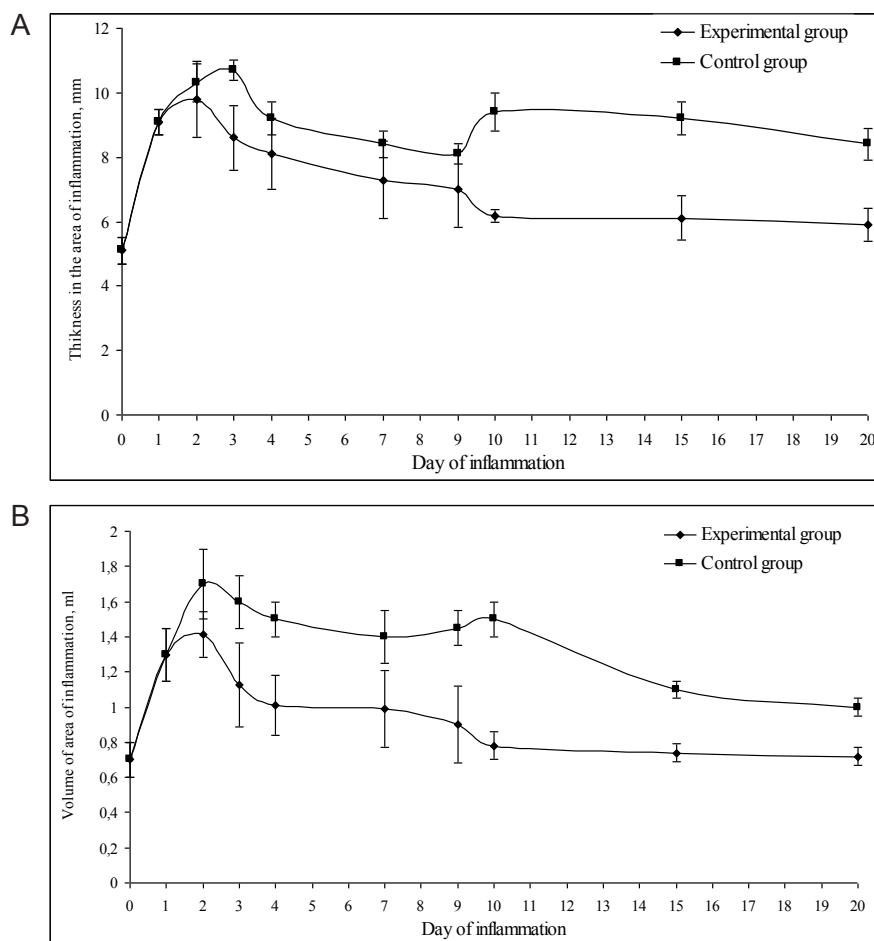 A
Experimental group
Control group
Thikness in the area of inflammation, mm
12
10
8
6
4
2
0
0 1 2 3 4 5 6 7 8 9 10 11 12 13 14 15 16 17 18 19 20
Day of inflammation
B
Experimental group
Control group
Volume of area of inflammation, ml
2
1,8
1,6
1,4
1,2
1
0,8
0,6
0,4
0,2
0
0 1 2 3 4 5 6 7 8 9 10 11 12 13 14 15 16 17 18 19 20
Day of inflammation